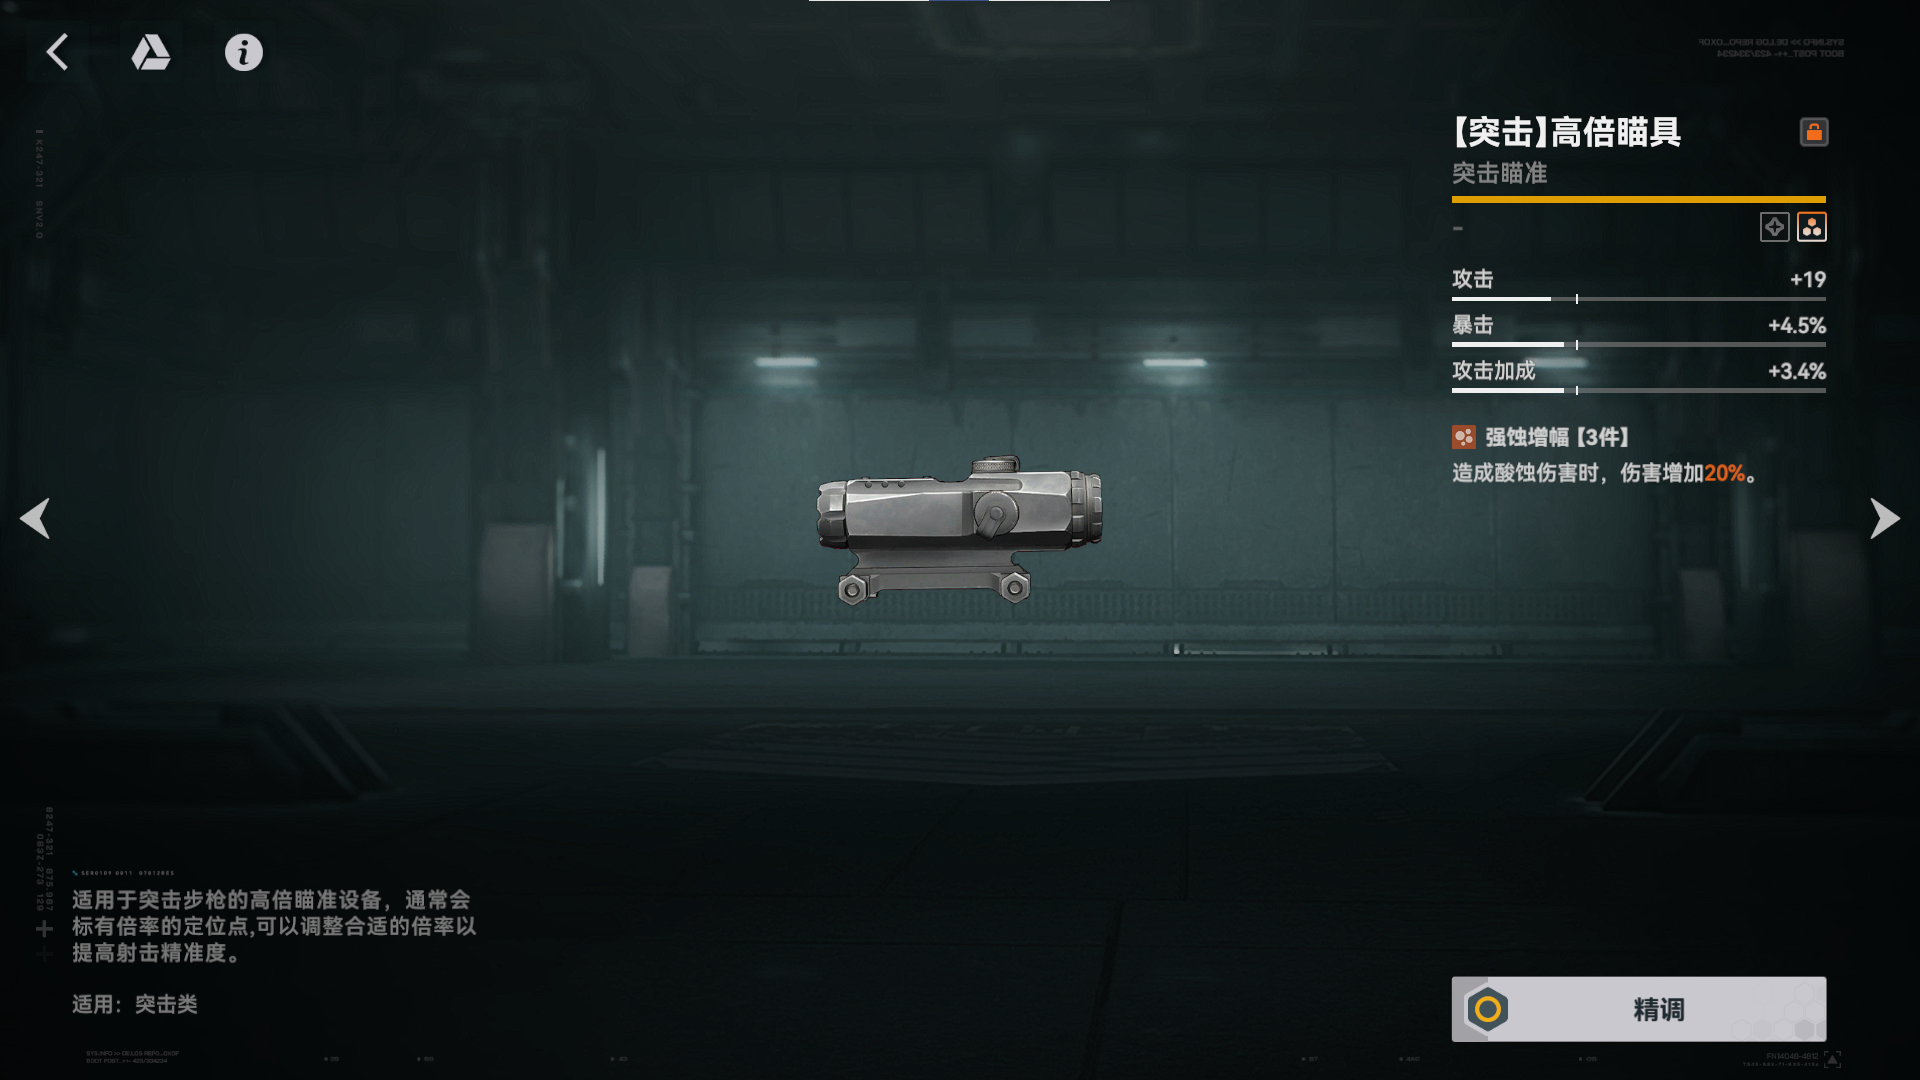 【突击】高倍瞄具
突击瞄准
-
攻击 +19
暴击 +4.5%
攻击加成 +3.4%
强蚀增幅【3件】
造成酸蚀伤害时，伤害增加20%。
适用于突击步枪的高倍瞄准设备，通常会
标有倍率的定位点,可以调整合适的倍率以
提高射击精准度。
适用：突击类
精调